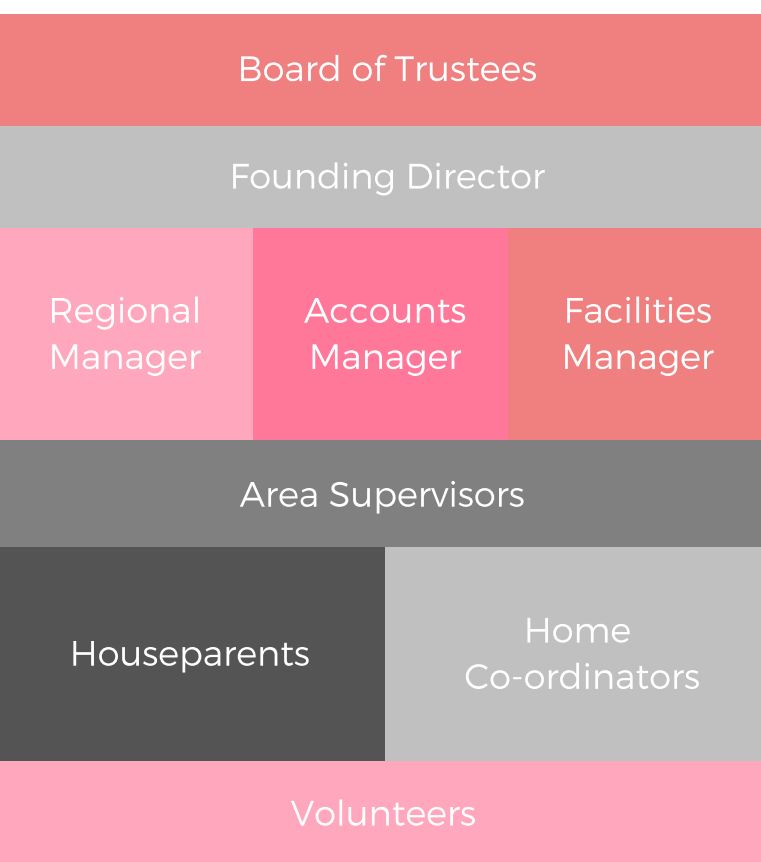 Board of Trustees
Founding Director
Regional
Manager
Accounts
Manager
Facilities
Manager
Area Supervisors
Houseparents
Home
Co-ordinators
Volunteers